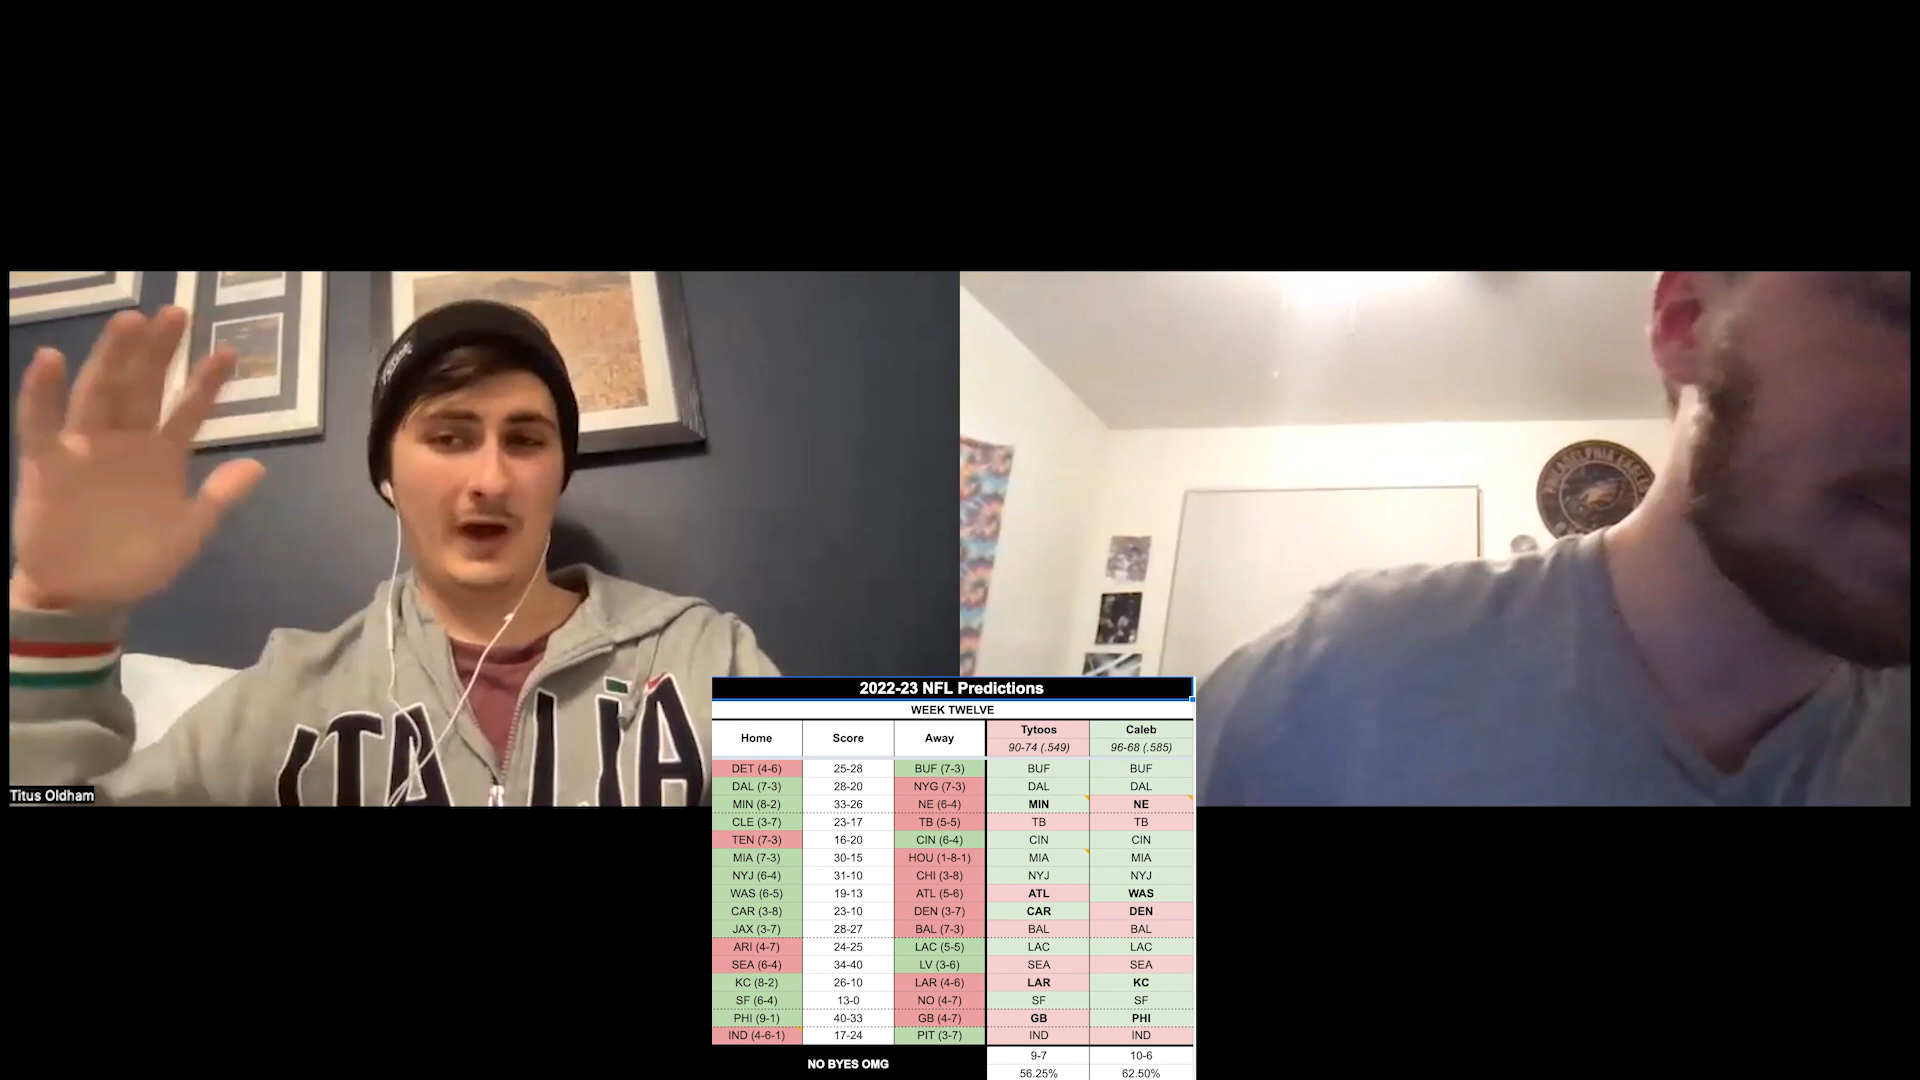 PHILADELPHIA EAGLES
ITALIA
Titus Oldham
2022-23 NFL Predictions
WEEK TWELVE
Home Score Away Tytoos Caleb
90-74 (.549) 96-68 (.585)
DET (4-6) 25-28 BUF (7-3) BUF BUF
DAL (7-3) 28-20 NYG (7-3) DAL DAL
MIN (8-2) 33-26 NE (6-4) MIN NE
CLE (3-7) 23-17 TB (5-5) TB TB
TEN (7-3) 16-20 CIN (6-4) CIN CIN
MIA (7-3) 30-15 HOU (1-8-1) MIA MIA
NYJ (6-4) 31-10 CHI (3-8) NYJ NYJ
WAS (6-5) 19-13 ATL (5-6) ATL WAS
CAR (3-8) 23-10 DEN (3-7) CAR DEN
JAX (3-7) 28-27 BAL (7-3) BAL BAL
ARI (4-7) 24-25 LAC (5-5) LAC LAC
SEA (6-4) 34-40 LV (3-6) SEA SEA
KC (8-2) 26-10 LAR (4-6) LAR KC
SF (6-4) 13-0 NO (4-7) SF SF
PHI (9-1) 40-33 GB (4-7) GB PHI
IND (4-6-1) 17-24 PIT (3-7) IND IND
NO BYES OMG 9-7 10-6
56.25% 62.50%